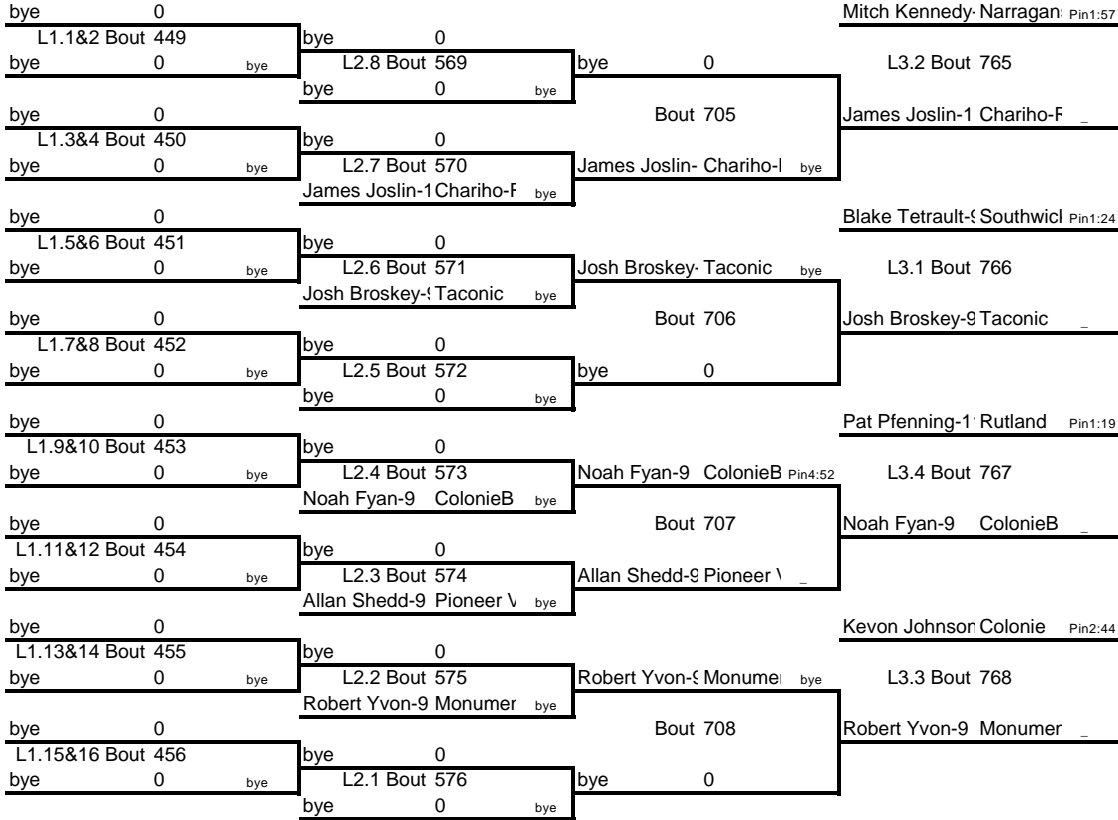 bye 0 Mitch Kennedy- Narragan Pin1:57
L1.1&2 Bout 449 bye 0
bye 0 bye L2.8 Bout 569 bye 0 L3.2 Bout 765
bye 0 bye
bye 0 Bout 705 James Joslin-1 Chariho-F _
L1.3&4 Bout 450 bye 0
bye 0 bye L2.7 Bout 570 James Joslin- Chariho-I bye
James Joslin-1 Chariho-F bye
bye 0 Blake Tetrault-9 Southwicl Pin1:24
L1.5&6 Bout 451 bye 0
bye 0 bye L2.6 Bout 571 Josh Broskey- Taconic bye L3.1 Bout 766
Josh Broskey-9 Taconic bye
bye 0 Bout 706 Josh Broskey-9 Taconic _
L1.7&8 Bout 452 bye 0
bye 0 bye L2.5 Bout 572 bye 0
bye 0 bye
bye 0 Pat Pfenning-1 Rutland Pin1:19
L1.9&10 Bout 453 bye 0
bye 0 bye L2.4 Bout 573 Noah Fyan-9 ColonieB Pin4:52 L3.4 Bout 767
Noah Fyan-9 ColonieB bye
bye 0 Bout 707 Noah Fyan-9 ColonieB _
L1.11&12 Bout 454 bye 0
bye 0 bye L2.3 Bout 574 Allan Shedd-9 Pioneer V _
Allan Shedd-9 Pioneer V bye
bye 0 Kevon Johnson Colonie Pin2:44
L1.13&14 Bout 455 bye 0
bye 0 bye L2.2 Bout 575 Robert Yvon-9 Monumer bye L3.3 Bout 768
Robert Yvon-9 Monumer bye
bye 0 Bout 708 Robert Yvon-9 Monumer _
L1.15&16 Bout 456 bye 0
bye 0 bye L2.1 Bout 576 bye 0
bye 0 bye